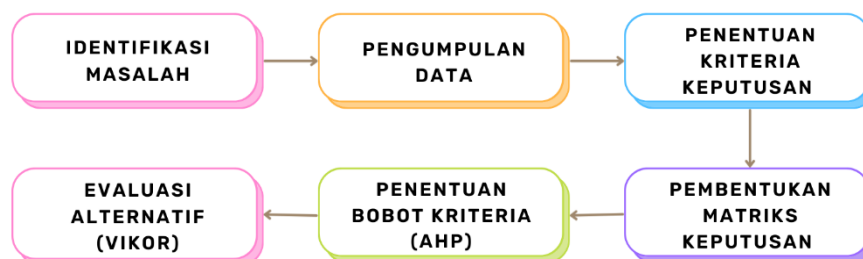 IDENTIFIKASI
MASALAH
PENGUMPULAN
DATA
PENENTUAN
KRITERIA
KEPUTUSAN
PEMBENTUKAN
MATRIKS
KEPUTUSAN
PENENTUAN
BOBOT KRITERIA
(AHP)
EVALUASI
ALTERNATIF
(VIKOR)